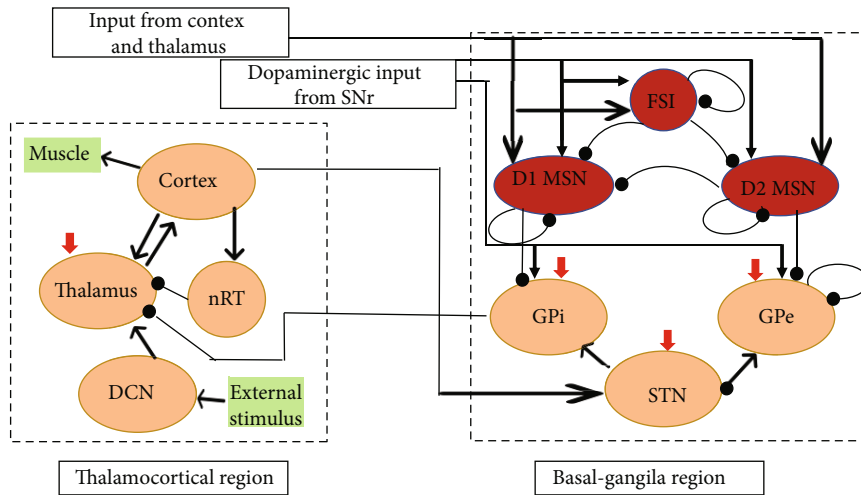 Input from cortex
and thalamus
Dopaminergic input
from SNr
FSI
Muscle
Cortex
D1 MSN
D2 MSN
Thalamus
nRT
GPi
GPe
DCN
External
stimulus
STN
Thalamocortical region
Basal-gangila region